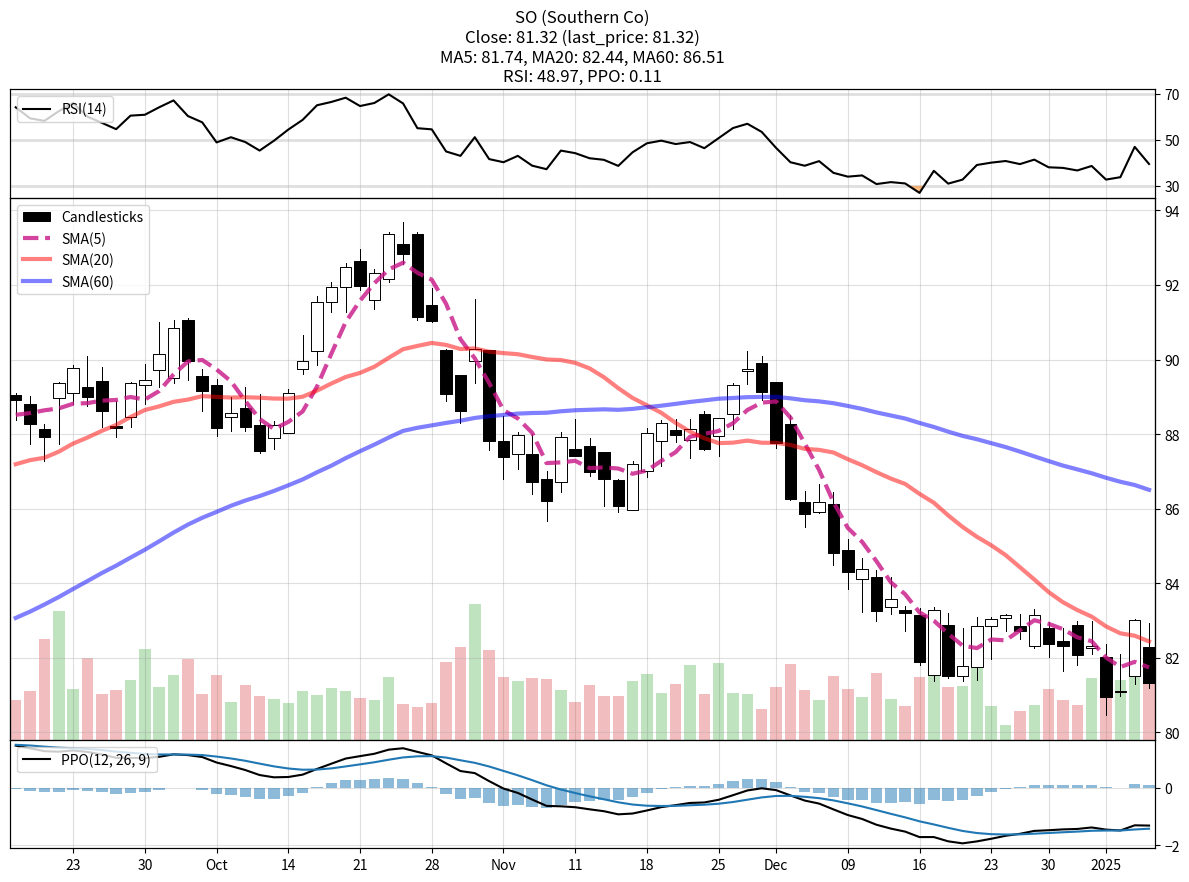 SO (Southern Co)
Close: 81.32 (last_price: 81.32)
MA5: 81.74, MA20: 82.44, MA60: 86.51
RSI: 48.97, PPO: 0.11
RSI(14)
70
50
30
Candlesticks
SMA(5)
SMA(20)
SMA(60)
94
92
90
88
86
84
82
80
PPO(12, 26, 9)
0
−2
23 30 Oct 14 21 28 Nov 11 18 25 Dec 09 16 23 30 2025